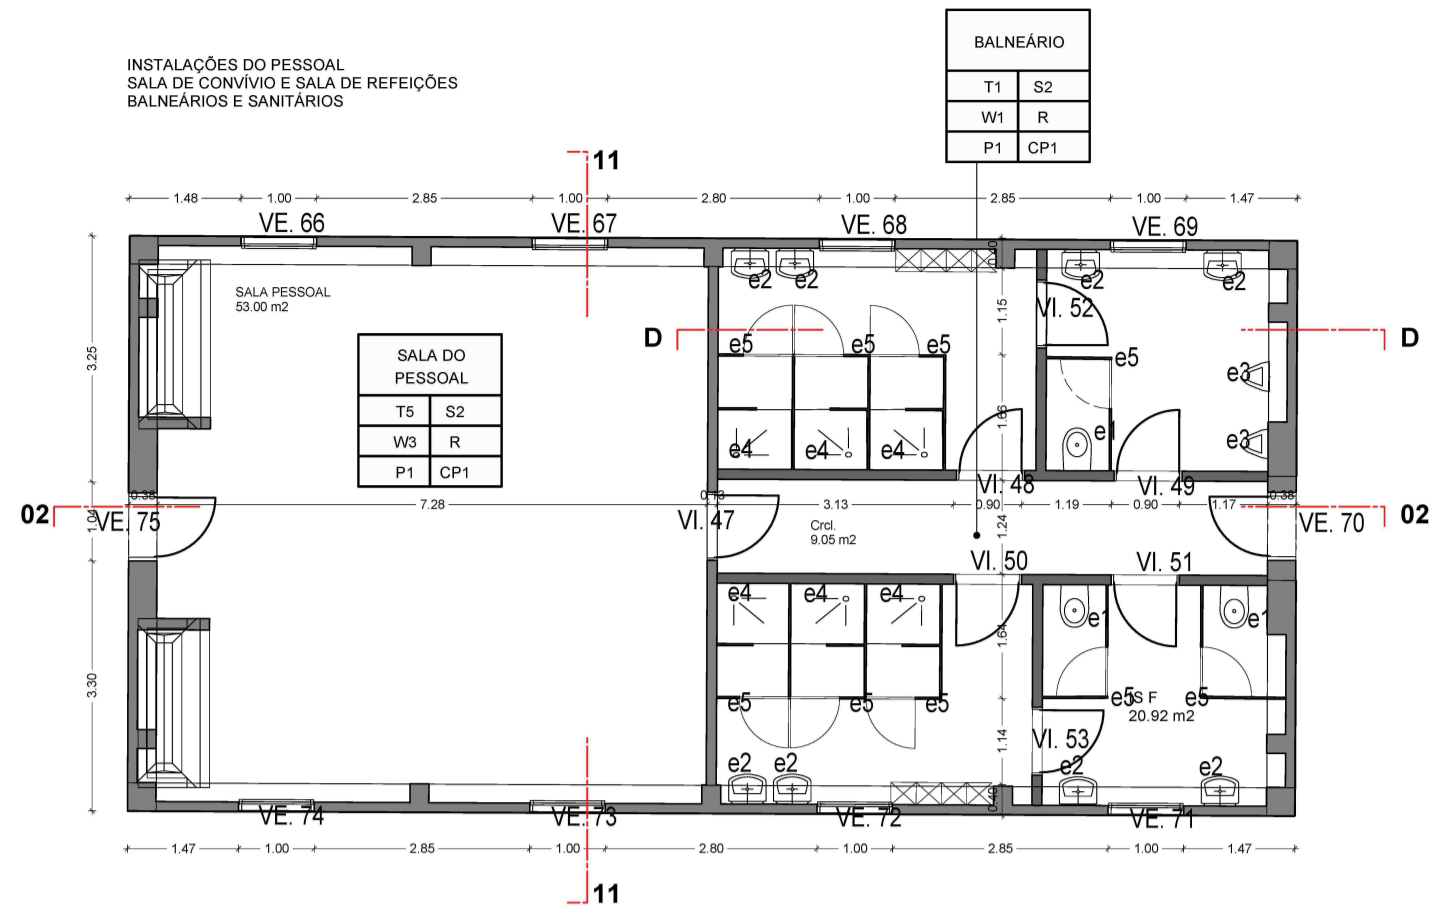 INSTALAÇÕES DO PESSOAL
SALA DE CONVÍVIO E SALA DE REFEIÇÕES
BALNEÁRIOS E SANITÁRIOS
BALNEÁRIO
T1 S2
W1 R
P1 CP1
11
1.48 1.00 2.85 1.00 2.80 1.00 2.85 1.00 1.47
VE. 66 VE. 67 VE. 68 VE. 69
e2 e2 e2 e2
0.40
SALA PESSOAL
53.00 m2
VI. 52
1.15
D D
SALA DO
PESSOAL
T5 S2
W3 R
P1 CP1
3.25
e5 e5 e5 e5
e3
1.66
e1
e3
e4 e4 e4
VI. 48 VI. 49
0.38 7.28 0.13 3.13 0.90 1.19 0.90 1.17 0.38
02 VE. 75 VI. 47 VE. 70 02
1.04
1.24
Crcl.
9.05 m2
VI. 50 VI. 51
e4 e4 e4
e1 e1
1.64
3.30
e5 e5 e5 e5 e5
S F
20.92 m2
1.14
VI. 53
e2 e2 e2 e2
0.40
VE. 74 VE. 73 VE. 72 VE. 71
1.47 1.00 2.85 1.00 2.80 1.00 2.85 1.00 1.47
11